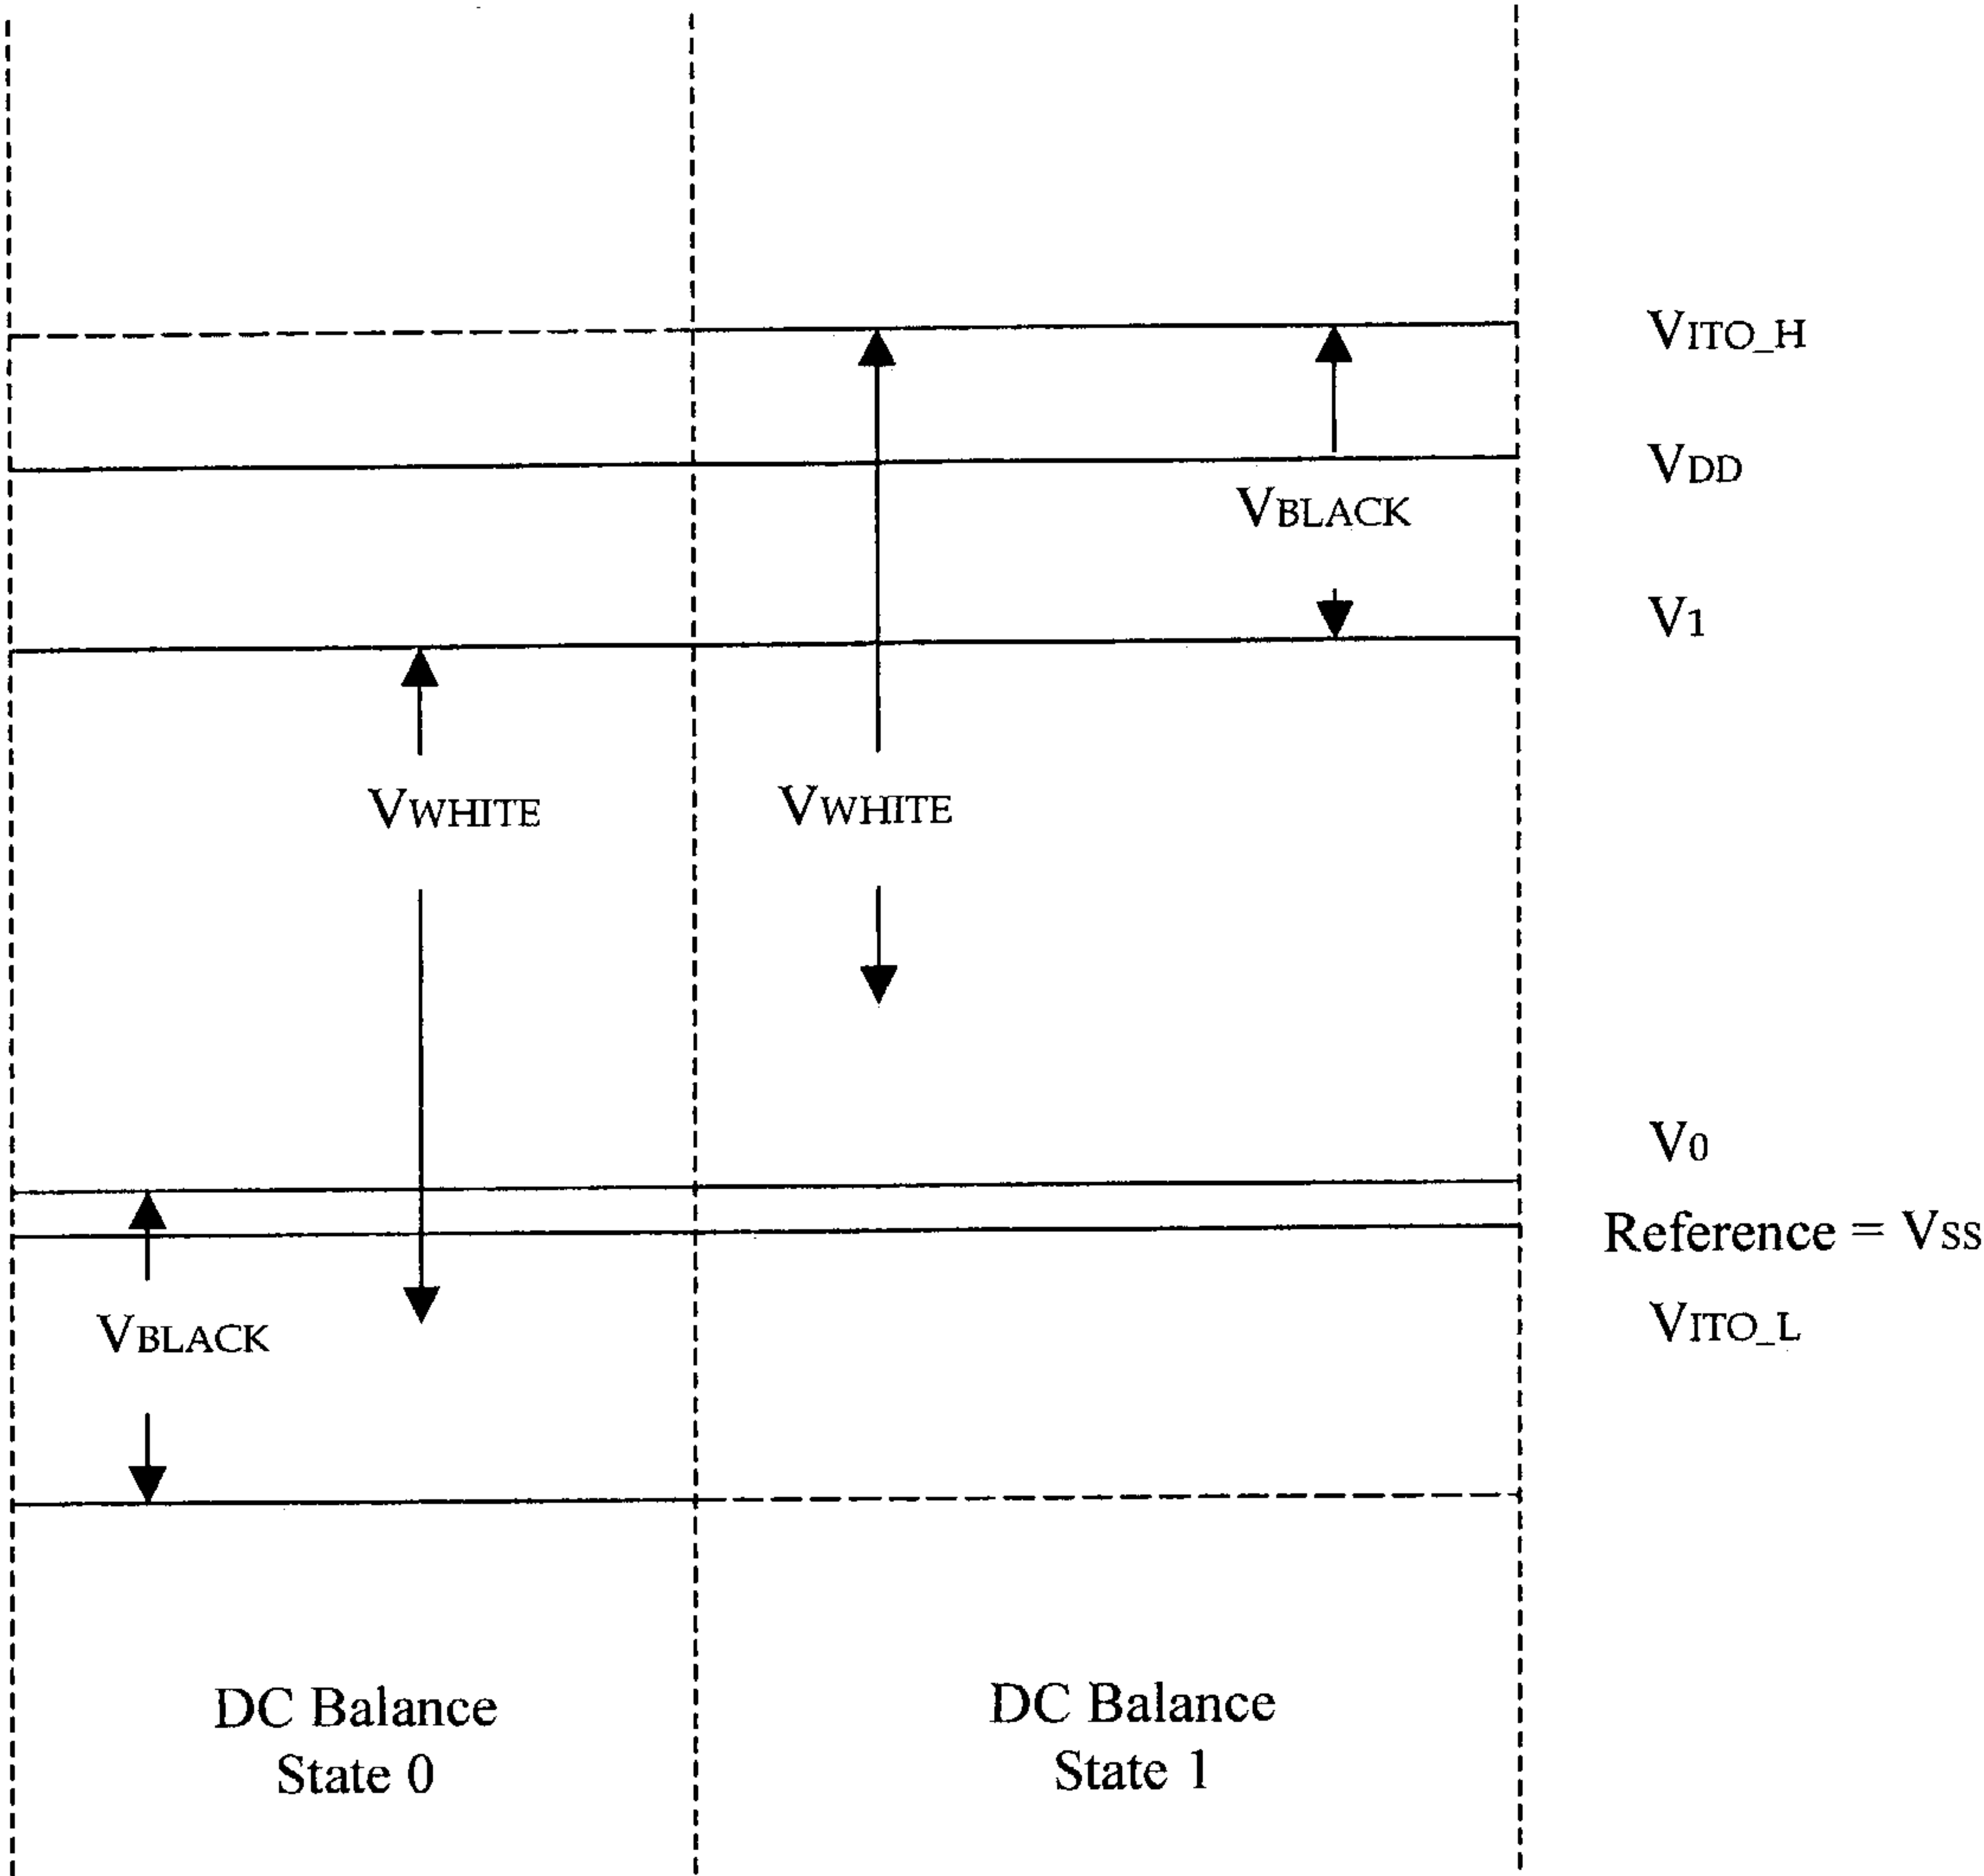 VITO_H
VDD
VBLACK
V1
VWHITE
VWHITE
V0
Reference = VSS
VITO_L
VBLACK
DC Balance
State 0
DC Balance
State 1